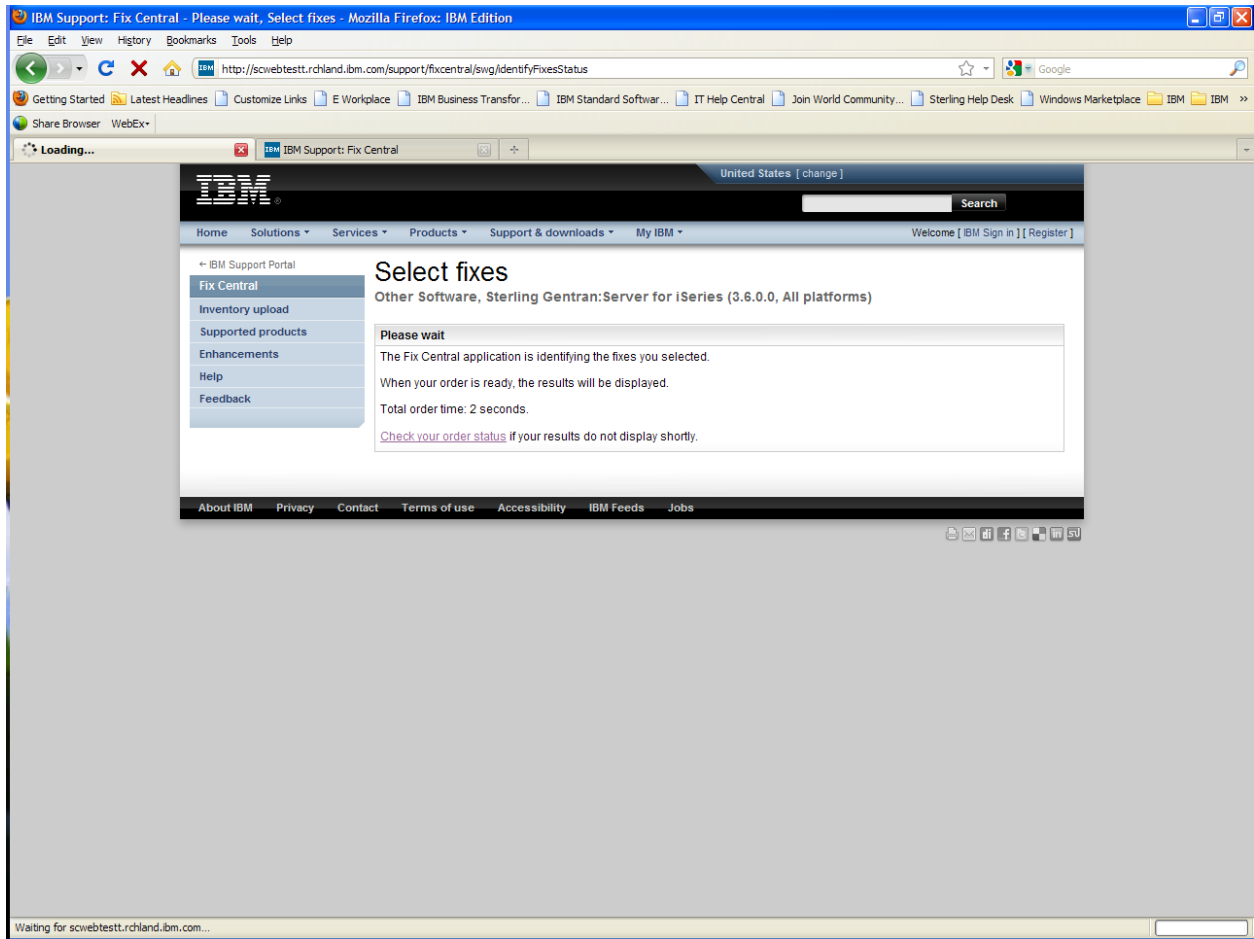 IBM Support: Fix Central - Please wait, Select fixes - Mozilla Firefox: IBM Edition
File Edit View History Bookmarks Tools Help
IBM http://scwebtestt.rchland.ibm.com/support/fixcentral/swg/identifyFixesStatus Google
Getting Started Latest Headlines Customize Links E Workplace IBM Business Transfor... IBM Standard Softwar... IT Help Central Join World Community... Sterling Help Desk Windows Marketplace IBM IBM »
Share Browser WebEx
Loading... IBM IBM Support: Fix Central
United States [ change ]
IBM®
Search
Home Solutions Services Products Support & downloads My IBM Welcome [ IBM Sign in ] [ Register ]
← IBM Support Portal
Fix Central
Inventory upload
Supported products
Enhancements
Help
Feedback
Select fixes
Other Software, Sterling Gentran:Server for iSeries (3.6.0.0, All platforms)
Please wait
The Fix Central application is identifying the fixes you selected.
When your order is ready, the results will be displayed.
Total order time: 2 seconds.
Check your order status if your results do not display shortly.
About IBM Privacy Contact Terms of use Accessibility IBM Feeds Jobs
Waiting for scwebtestt.rchland.ibm.com...